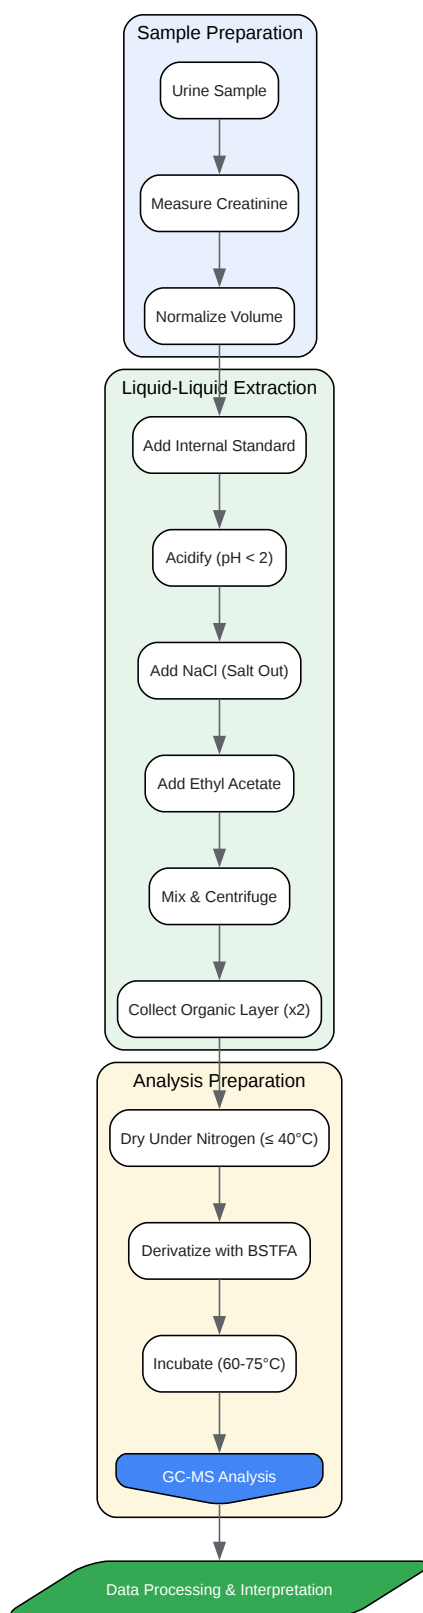 Sample Preparation
Urine Sample
Measure Creatinine
Normalize Volume
Liquid-Liquid Extraction
Add Internal Standard
Acidify (pH < 2)
Add NaCl (Salt Out)
Add Ethyl Acetate
Mix & Centrifuge
Collect Organic Layer (x2)
Analysis Preparation
Dry Under Nitrogen (≤ 40°C)
Derivatize with BSTFA
Incubate (60-75°C)
GC-MS Analysis
Data Processing & Interpretation